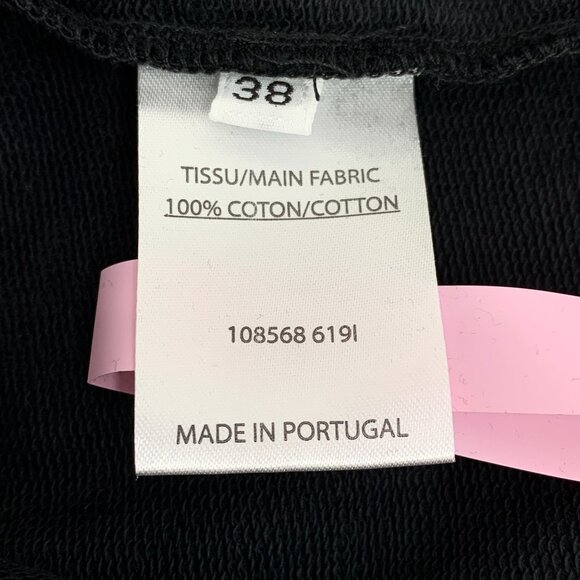 38
TISSU/MAIN FABRIC
100% COTON/COTTON
108568 619I
MADE IN PORTUGAL